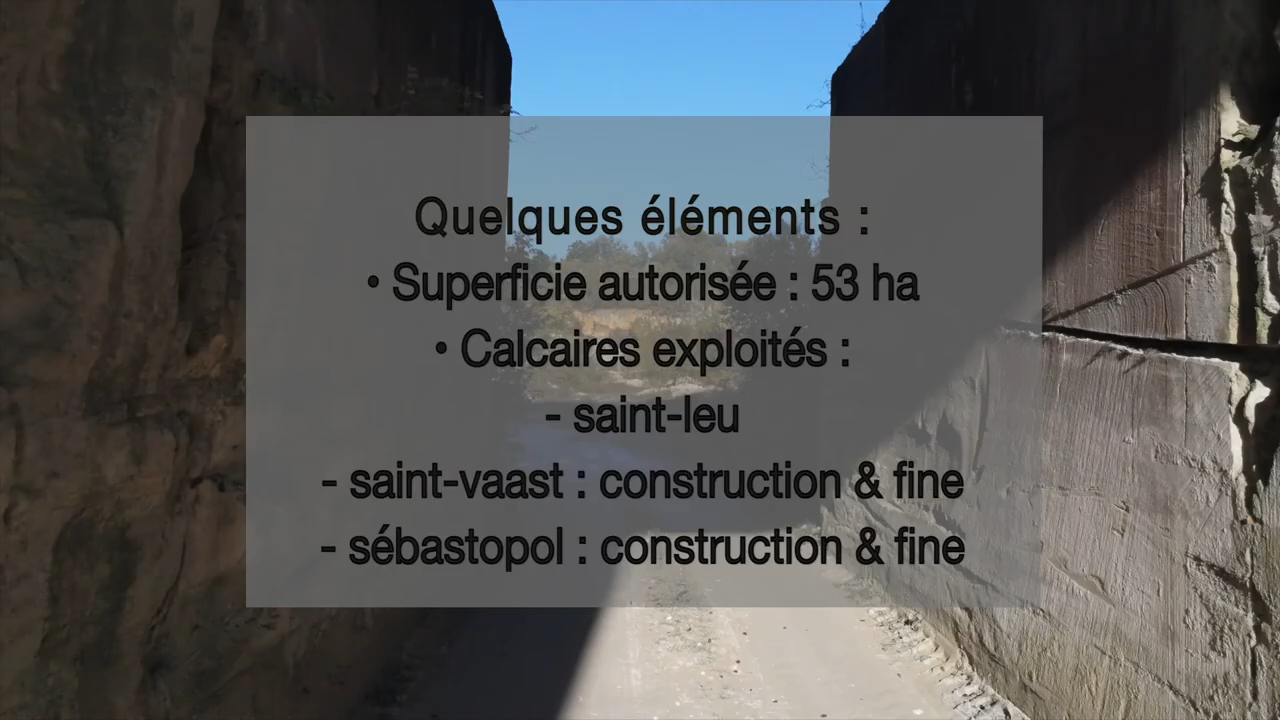 Quelques éléments :
• Superficie autorisée : 53 ha
• Calcaires exploités :
- saint-leu
- saint-vaast : construction & fine
- sébastopol : construction & fine